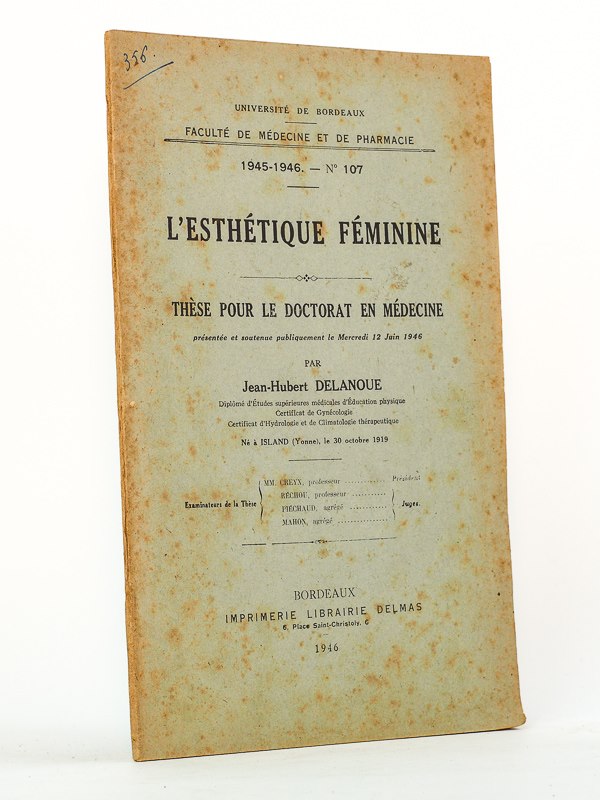 356.
UNIVERSITÉ DE BORDEAUX
FACULTÉ DE MÉDECINE ET DE PHARMACIE
1945-1946. — N° 107
L'ESTHÉTIQUE FÉMININE
THÈSE POUR LE DOCTORAT EN MÉDECINE
présentée et soutenue publiquement le Mercredi 12 Juin 1946
PAR
Jean-Hubert DELANOUE
Diplômé d'Études supérieures médicales d'Éducation physique
Certificat de Gynécologie
Certificat d'Hydrologie et de Climatologie thérapeutique
Né à ISLAND (Yonne), le 30 octobre 1919
Examinateurs de la Thèse
MM. CREYX, professeur ............ Président
RÉCHOU, professeur ...........
PIÉCHAUD, agrégé ............
MAHON, agrégé ................
Juges.
BORDEAUX
IMPRIMERIE LIBRAIRIE DELMAS
6, Place Saint-Christoly, 6
1946